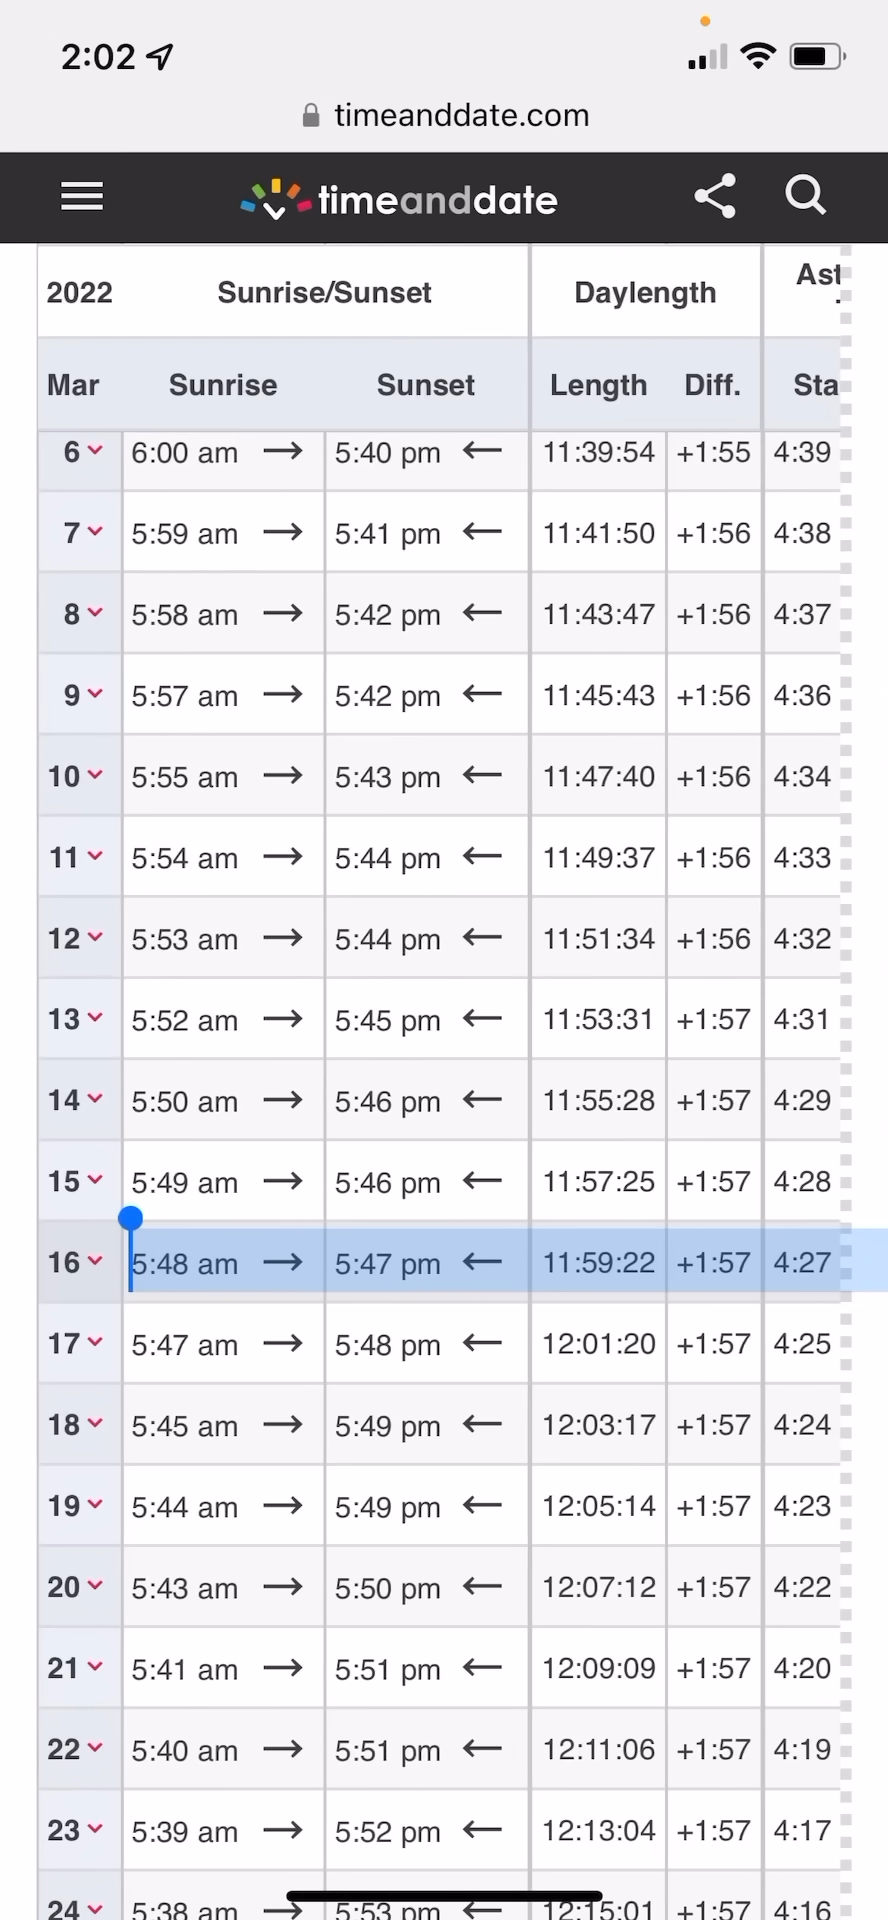 2:02
timeanddate.com
timeanddate
2022 Sunrise/Sunset Daylength Ast
Mar Sunrise Sunset Length Diff. Sta
6 6:00 am → 5:40 pm ← 11:39:54 +1:55 4:39
7 5:59 am → 5:41 pm ← 11:41:50 +1:56 4:38
8 5:58 am → 5:42 pm ← 11:43:47 +1:56 4:37
9 5:57 am → 5:42 pm ← 11:45:43 +1:56 4:36
10 5:55 am → 5:43 pm ← 11:47:40 +1:56 4:34
11 5:54 am → 5:44 pm ← 11:49:37 +1:56 4:33
12 5:53 am → 5:44 pm ← 11:51:34 +1:56 4:32
13 5:52 am → 5:45 pm ← 11:53:31 +1:57 4:31
14 5:50 am → 5:46 pm ← 11:55:28 +1:57 4:29
15 5:49 am → 5:46 pm ← 11:57:25 +1:57 4:28
16 5:48 am → 5:47 pm ← 11:59:22 +1:57 4:27
17 5:47 am → 5:48 pm ← 12:01:20 +1:57 4:25
18 5:45 am → 5:49 pm ← 12:03:17 +1:57 4:24
19 5:44 am → 5:49 pm ← 12:05:14 +1:57 4:23
20 5:43 am → 5:50 pm ← 12:07:12 +1:57 4:22
21 5:41 am → 5:51 pm ← 12:09:09 +1:57 4:20
22 5:40 am → 5:51 pm ← 12:11:06 +1:57 4:19
23 5:39 am → 5:52 pm ← 12:13:04 +1:57 4:17
24 5:38 am → 5:53 pm ← 12:15:01 +1:57 4:16